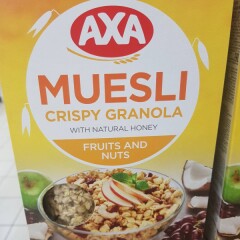 AXA
MUESLI
CRISPY GRANOLA
WITH NATURAL HONEY
FRUITS AND
NUTS